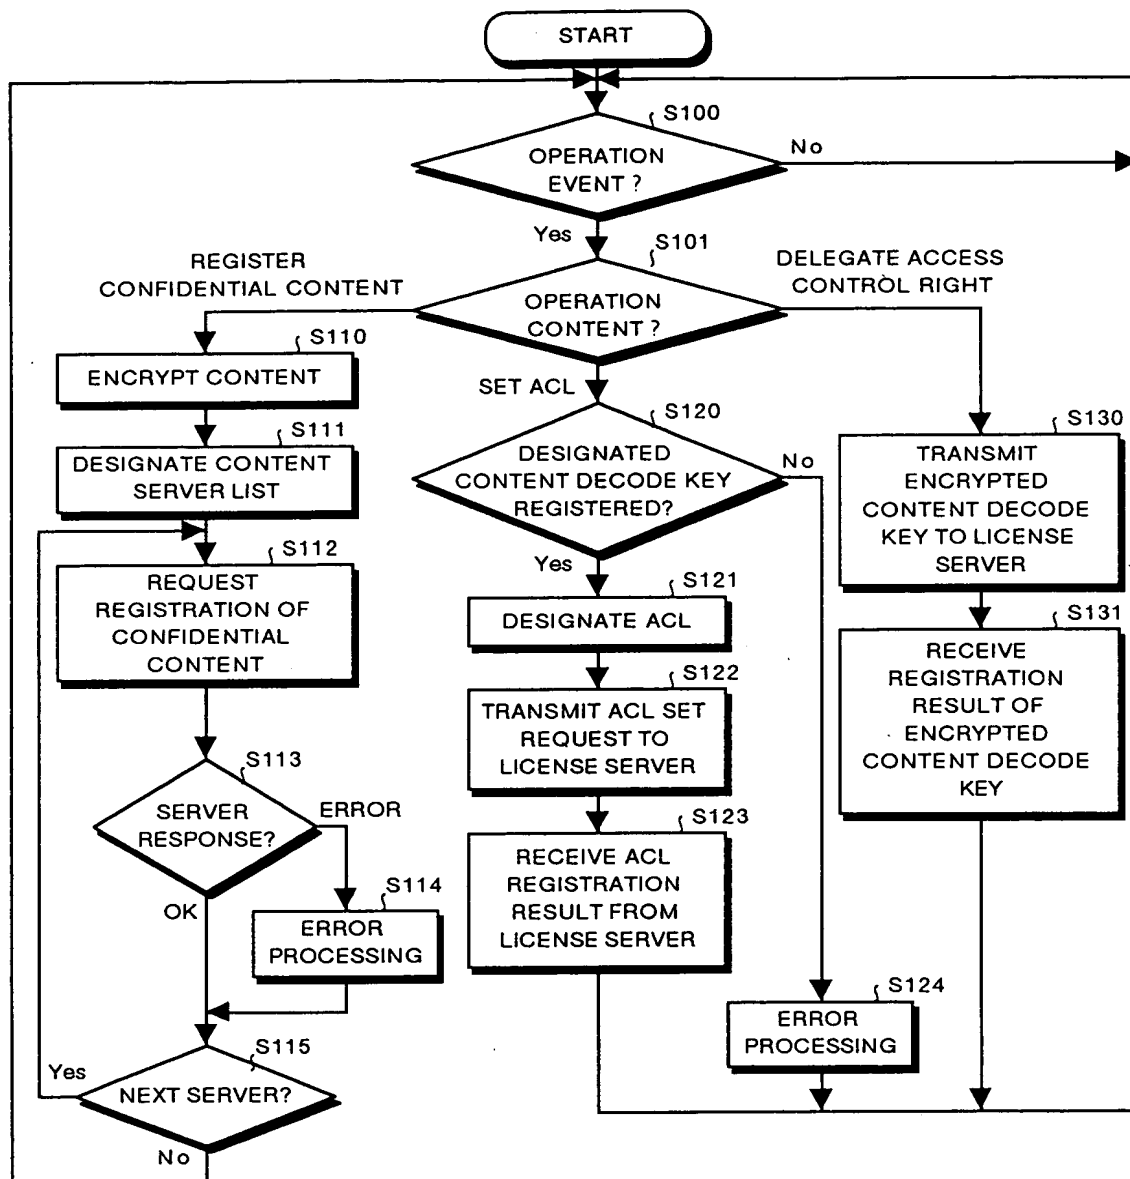 START
S100
OPERATION
EVENT ?
No
Yes
S101
REGISTER
CONFIDENTIAL CONTENT
DELEGATE ACCESS
CONTROL RIGHT
OPERATION
CONTENT ?
S110
ENCRYPT CONTENT
SET ACL
S111
DESIGNATE CONTENT
SERVER LIST
S112
REQUEST
REGISTRATION OF
CONFIDENTIAL
CONTENT
S113
SERVER
RESPONSE?
ERROR
OK
S114
ERROR
PROCESSING
S115
NEXT SERVER?
Yes
No
S120
DESIGNATED
CONTENT DECODE KEY
REGISTERED?
No
Yes
S121
DESIGNATE ACL
S122
TRANSMIT ACL SET
REQUEST TO
LICENSE SERVER
S123
RECEIVE ACL
REGISTRATION
RESULT FROM
LICENSE SERVER
S124
ERROR
PROCESSING
S130
TRANSMIT
ENCRYPTED
CONTENT DECODE
KEY TO LICENSE
SERVER
S131
RECEIVE
REGISTRATION
RESULT OF
ENCRYPTED
CONTENT DECODE
KEY